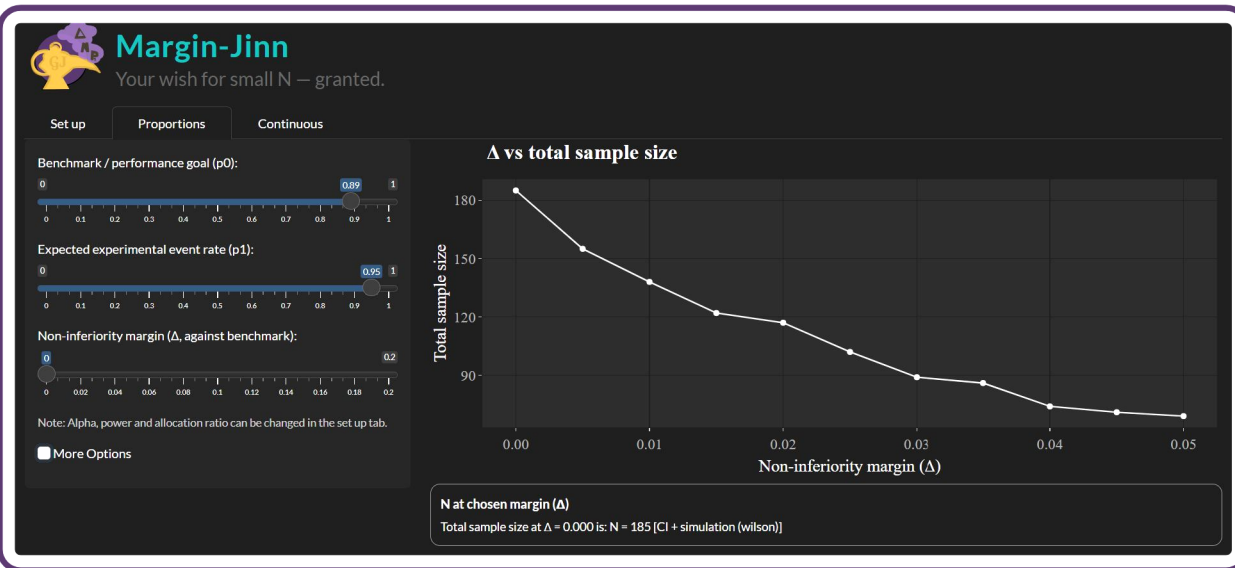 Margin-Jinn
Your wish for small N — granted.
Set up
Proportions
Continuous
Benchmark / performance goal (p0):
0 0.89 1
0 0.1 0.2 0.3 0.4 0.5 0.6 0.7 0.8 0.9 1
Expected experimental event rate (p1):
0 0.95 1
0 0.1 0.2 0.3 0.4 0.5 0.6 0.7 0.8 0.9 1
Non-inferiority margin (Δ, against benchmark):
0 0.2
0 0.02 0.04 0.06 0.08 0.1 0.12 0.14 0.16 0.18 0.2
Note: Alpha, power and allocation ratio can be changed in the set up tab.
More Options
Δ vs total sample size
Total sample size
180
150
120
90
0.00 0.01 0.02 0.03 0.04 0.05
Non-inferiority margin (Δ)
N at chosen margin (Δ)
Total sample size at Δ = 0.000 is: N = 185 [CI + simulation (wilson)]